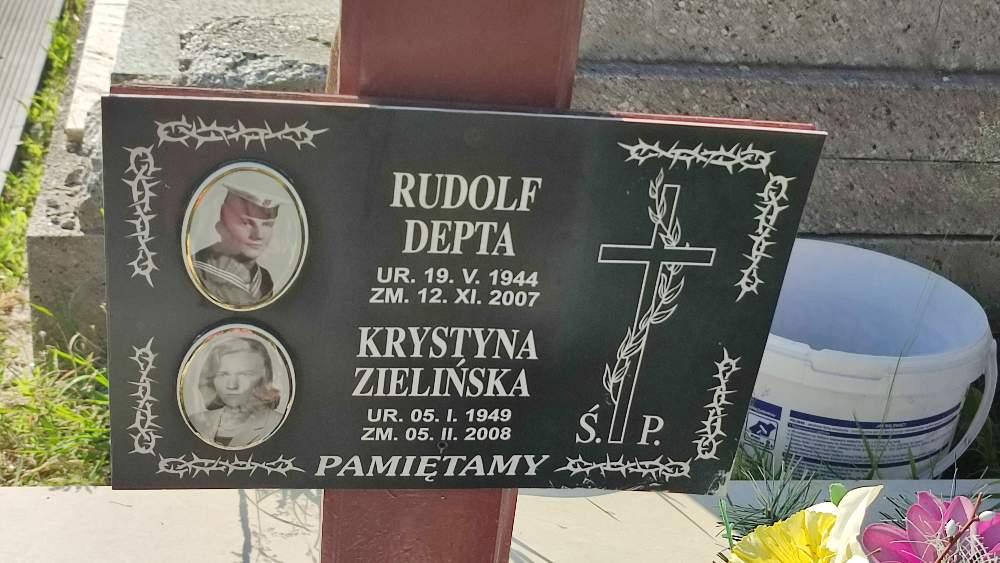 RUDOLF
DEPTA
UR. 19. V. 1944
ZM. 12. XI. 2007
KRYSTYNA
ZIELIŃSKA
UR. 05. I. 1949
ZM. 05. II. 2008
Ś. P.
PAMIĘTAMY